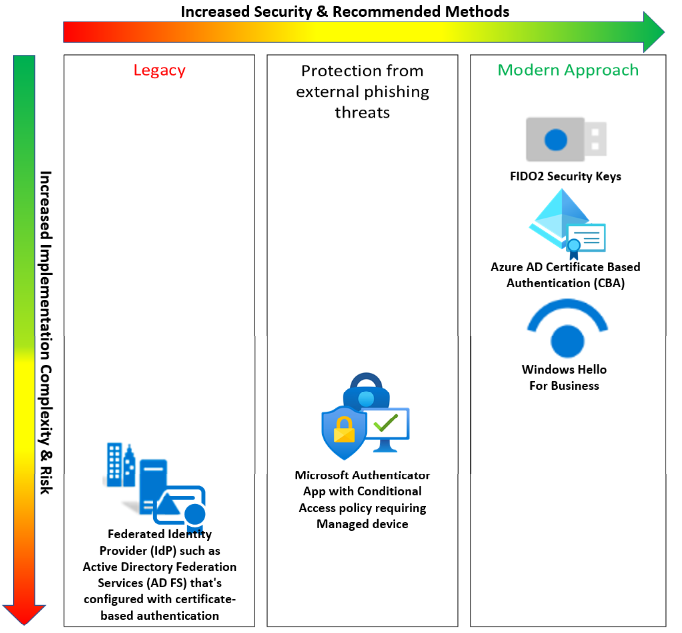 Increased Security & Recommended Methods
Increased Implementation Complexity & Risk
Legacy
Federated Identity
Provider (IdP) such as
Active Directory Federation
Services (AD FS) that's
configured with certificate-
based authentication
Protection from
external phishing
threats
Microsoft Authenticator
App with Conditional
Access policy requiring
Managed device
Modern Approach
FIDO2 Security Keys
Azure AD Certificate Based
Authentication (CBA)
Windows Hello
For Business